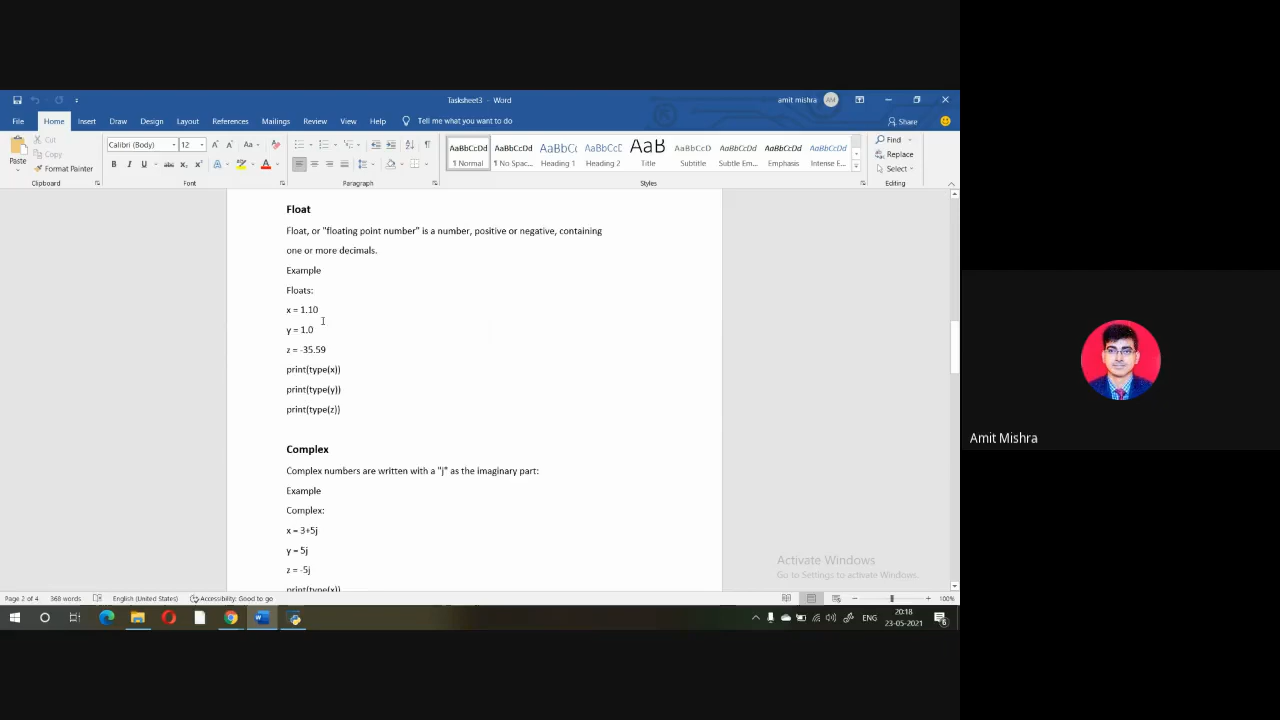 Tasksheet3 - Word
amit mishra AM
File Home Insert Draw Design Layout References Mailings Review View Help Tell me what you want to do Share
Paste
Cut
Copy
Format Painter
Clipboard
Calibri (Body) 12
Font
Paragraph
AaBbCcDd AaBbCcDd AaBbCc AaBbCcD AaB AaBbCcD AaBbCcDd AaBbCcDd AaBbCcDd
¶ Normal ¶ No Spac... Heading 1 Heading 2 Title Subtitle Subtle Em... Emphasis Intense E...
Styles
Find
Replace
Select
Editing
Float
Float, or "floating point number" is a number, positive or negative, containing
one or more decimals.
Example
Floats:
x = 1.10
y = 1.0
z = -35.59
print(type(x))
print(type(y))
print(type(z))
Complex
Complex numbers are written with a "j" as the imaginary part:
Example
Complex:
x = 3+5j
y = 5j
z = -5j
print(type(x))
Activate Windows
Go to Settings to activate Windows.
Page 2 of 4 368 words English (United States) Accessibility: Good to go 100%
ENG
20:18
23-05-2021
6
Amit Mishra